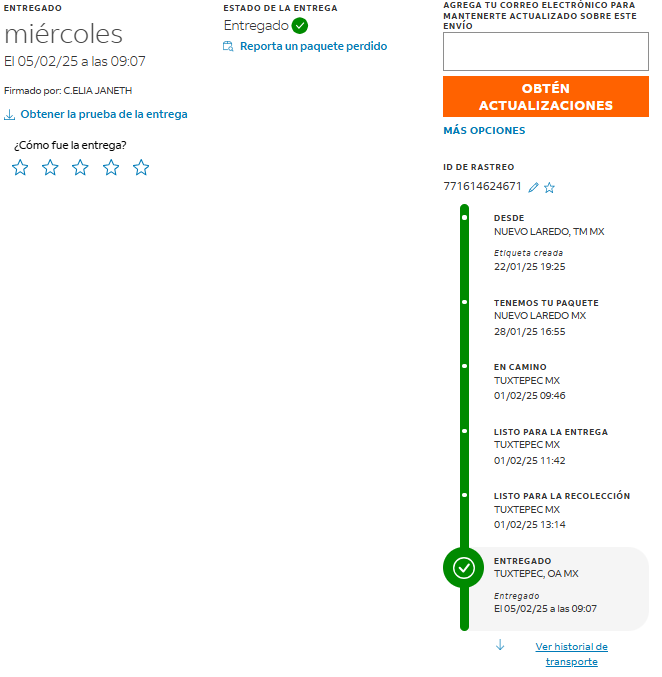 ENTREGADO
miércoles
El 05/02/25 a las 09:07
Firmado por: C.ELIA JANETH
Obtener la prueba de la entrega
¿Cómo fue la entrega?
ESTADO DE LA ENTREGA
Entregado
Reporta un paquete perdido
AGREGA TU CORREO ELECTRÓNICO PARA
MANTENERTE ACTUALIZADO SOBRE ESTE
ENVÍO
OBTÉN
ACTUALIZACIONES
MÁS OPCIONES
ID DE RASTREO
771614624671
DESDE
NUEVO LAREDO, TM MX
Etiqueta creada
22/01/25 19:25
TENEMOS TU PAQUETE
NUEVO LAREDO MX
28/01/25 16:55
EN CAMINO
TUXTEPEC MX
01/02/25 09:46
LISTO PARA LA ENTREGA
TUXTEPEC MX
01/02/25 11:42
LISTO PARA LA RECOLECCIÓN
TUXTEPEC MX
01/02/25 13:14
ENTREGADO
TUXTEPEC, OA MX
Entregado
El 05/02/25 a las 09:07
Ver historial de
transporte